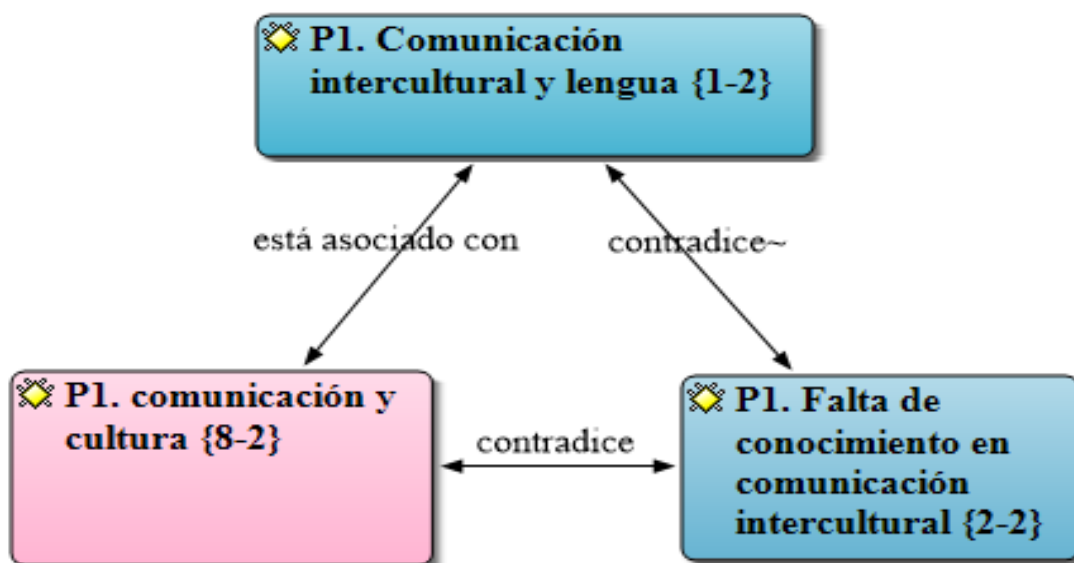 P1. Comunicación
intercultural y lengua {1-2}
está asociado con
contradice~
P1. comunicación y
cultura {8-2}
contradice
P1. Falta de
conocimiento en
comunicación
intercultural {2-2}